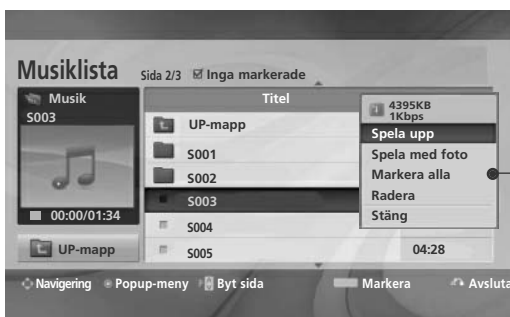 Musiklista Sida 2/3 Inga markerade
Musik
S003
00:00/01:34
UP-mapp
Titel
UP-mapp
S001
S002
S003
S004
S005 04:28
4395KB
1Kbps
Spela upp
Spela med foto
Markera alla
Radera
Stäng
Navigering Popup-meny Byt sida Markera Avsluta